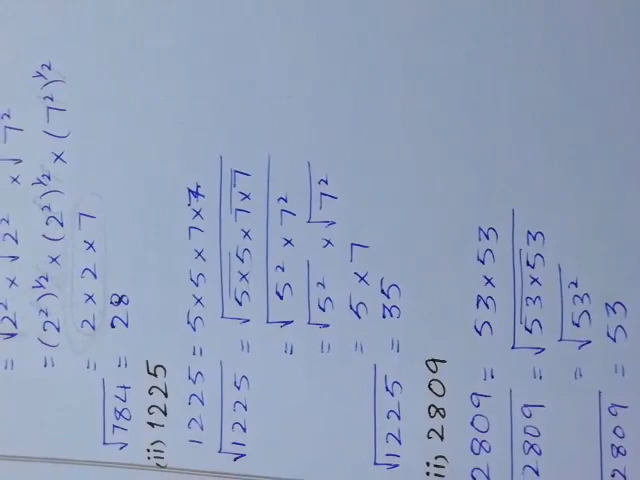 = √2² × √2² × √7²
= (2²)^½ × (2²)^½ × (7²)^½
= 2 × 2 × 7
√784 = 28
(ii) 1225
1225 = 5×5×7×7
√1225 = √5×5×7×7
= √5² × 7²
= √5² × √7²
= 5 × 7
√1225 = 35
ii) 2809
2809 = 53×53
√2809 = √53×53
= √53²
√2809 = 53